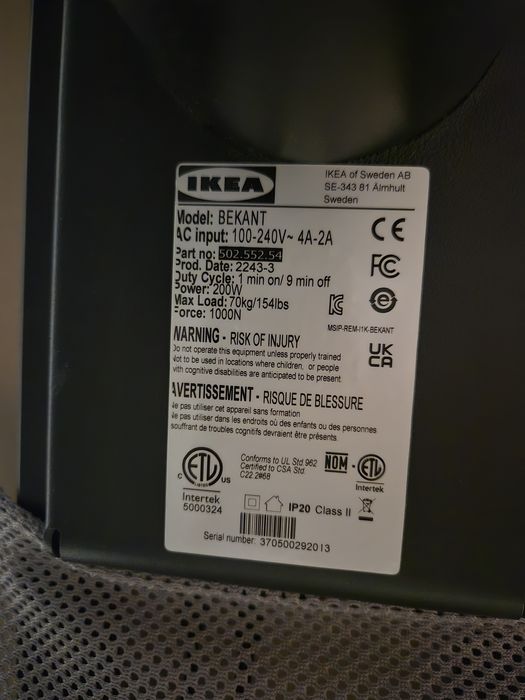 IKEA
IKEA of Sweden AB
SE-343 81 Älmhult
Sweden
Model: BEKANT
AC input: 100-240V~ 4A-2A
Part no: 502.552.54
Prod. Date: 2243-3
Duty Cycle: 1 min on/ 9 min off
Power: 200W
Max Load: 70kg/154lbs
Force: 1000N
CE
FC
MSIP-REM-I1K-BEKANT
UK
CA
WARNING - RISK OF INJURY
Do not operate this equipment unless properly trained
Not to be used in locations where children, or people
with cognitive disabilities are anticipated to be present.
AVERTISSEMENT - RISQUE DE BLESSURE
Ne pas utiliser cet appareil sans formation
Ne pas utiliser dans les endroits où des enfants ou des personnes
souffrant de troubles cognitifs devraient être présents.
C ETL US
LISTED
Intertek
5000324
Conforms to UL Std 962
Certified to CSA Std.
C22.2#68
NOM - ETL
Intertek
IP20 Class II
Serial number: 370500292013